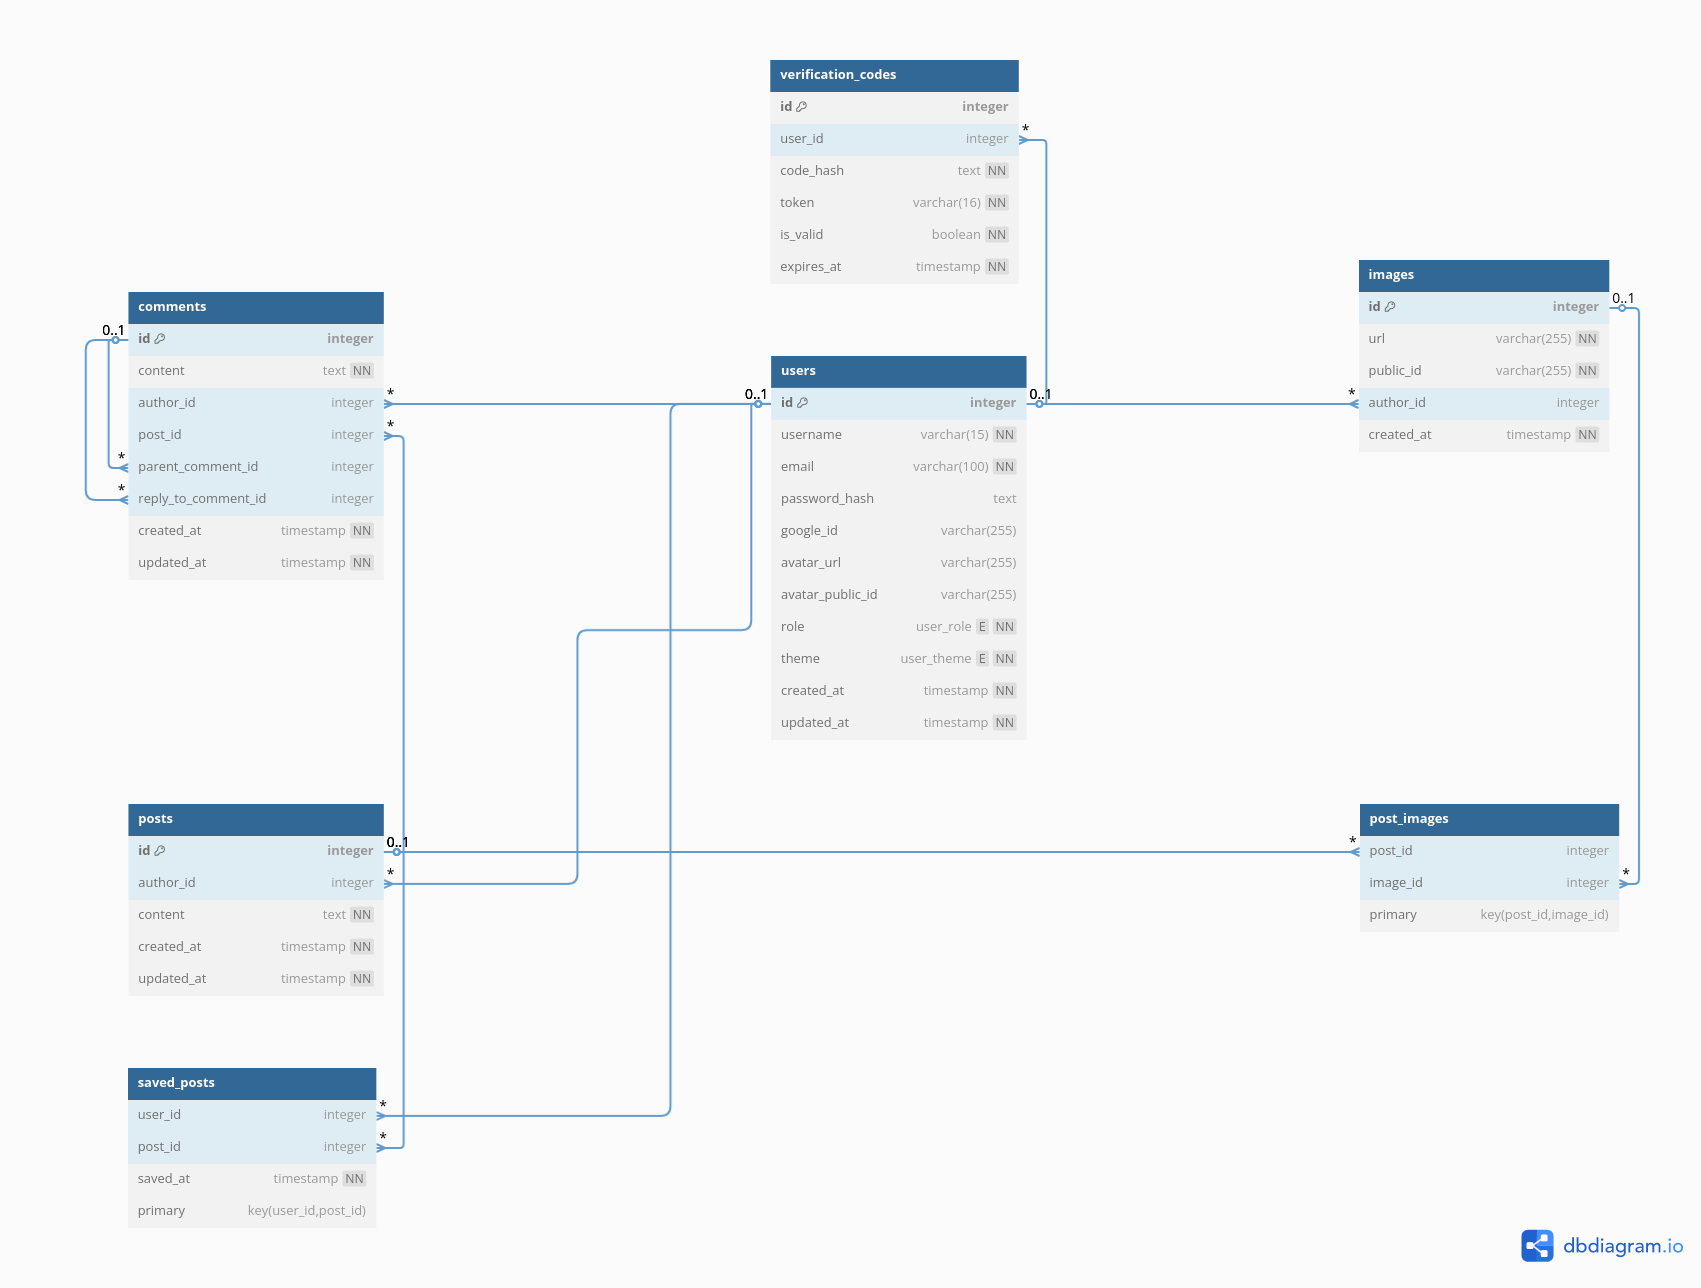 verification_codes
id integer
user_id integer *
code_hash text NN
token varchar(16) NN
is_valid boolean NN
expires_at timestamp NN
images
id integer 0..1
url varchar(255) NN
public_id varchar(255) NN
* author_id integer
created_at timestamp NN
comments
0..1 id integer
content text NN
author_id integer *
post_id integer *
* parent_comment_id integer
* reply_to_comment_id integer
created_at timestamp NN
updated_at timestamp NN
users
0..1 id integer 0..1
username varchar(15) NN
email varchar(100) NN
password_hash text
google_id varchar(255)
avatar_url varchar(255)
avatar_public_id varchar(255)
role user_role E NN
theme user_theme E NN
created_at timestamp NN
updated_at timestamp NN
posts
id integer 0..1
author_id integer *
content text NN
created_at timestamp NN
updated_at timestamp NN
post_images
* post_id integer
image_id integer *
primary key(post_id,image_id)
saved_posts
user_id integer *
post_id integer *
saved_at timestamp NN
primary key(user_id,post_id)
dbdiagram.io